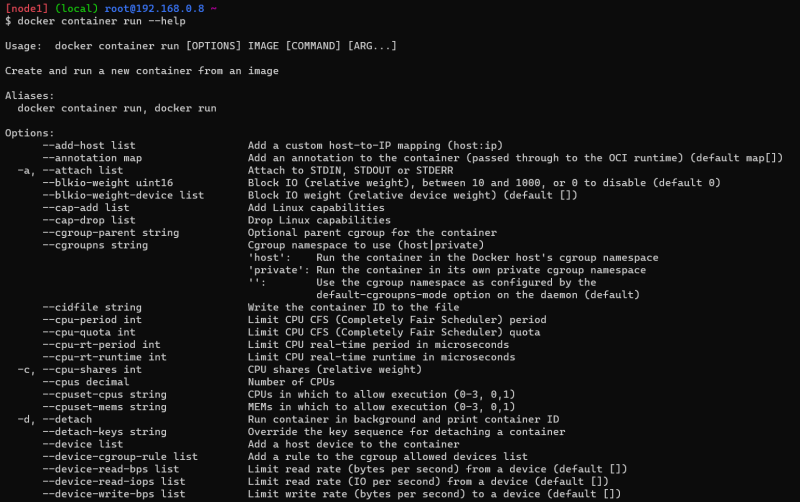 [node1] (local) root@192.168.0.8 ~
$ docker container run --help

Usage:  docker container run [OPTIONS] IMAGE [COMMAND] [ARG...]

Create and run a new container from an image

Aliases:
  docker container run, docker run

Options:
      --add-host list                  Add a custom host-to-IP mapping (host:ip)
      --annotation map                 Add an annotation to the container (passed through to the OCI runtime) (default map[])
  -a, --attach list                    Attach to STDIN, STDOUT or STDERR
      --blkio-weight uint16            Block IO (relative weight), between 10 and 1000, or 0 to disable (default 0)
      --blkio-weight-device list       Block IO weight (relative device weight) (default [])
      --cap-add list                   Add Linux capabilities
      --cap-drop list                  Drop Linux capabilities
      --cgroup-parent string           Optional parent cgroup for the container
      --cgroupns string                Cgroup namespace to use (host|private)
                                       'host':    Run the container in the Docker host's cgroup namespace
                                       'private': Run the container in its own private cgroup namespace
                                       '':        Use the cgroup namespace as configured by the
                                                  default-cgroupns-mode option on the daemon (default)
      --cidfile string                 Write the container ID to the file
      --cpu-period int                 Limit CPU CFS (Completely Fair Scheduler) period
      --cpu-quota int                  Limit CPU CFS (Completely Fair Scheduler) quota
      --cpu-rt-period int              Limit CPU real-time period in microseconds
      --cpu-rt-runtime int             Limit CPU real-time runtime in microseconds
  -c, --cpu-shares int                 CPU shares (relative weight)
      --cpus decimal                   Number of CPUs
      --cpuset-cpus string             CPUs in which to allow execution (0-3, 0,1)
      --cpuset-mems string             MEMs in which to allow execution (0-3, 0,1)
  -d, --detach                         Run container in background and print container ID
      --detach-keys string             Override the key sequence for detaching a container
      --device list                    Add a host device to the container
      --device-cgroup-rule list        Add a rule to the cgroup allowed devices list
      --device-read-bps list           Limit read rate (bytes per second) from a device (default [])
      --device-read-iops list          Limit read rate (IO per second) from a device (default [])
      --device-write-bps list          Limit write rate (bytes per second) to a device (default [])